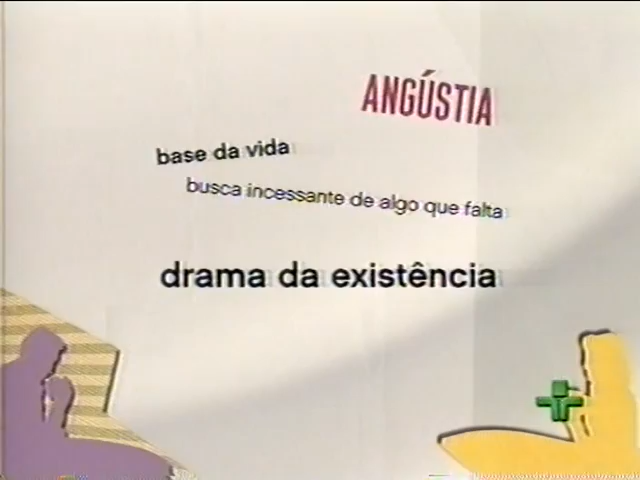 ANGÚSTIA
base da vida
busca incessante de algo que falta
drama da existência